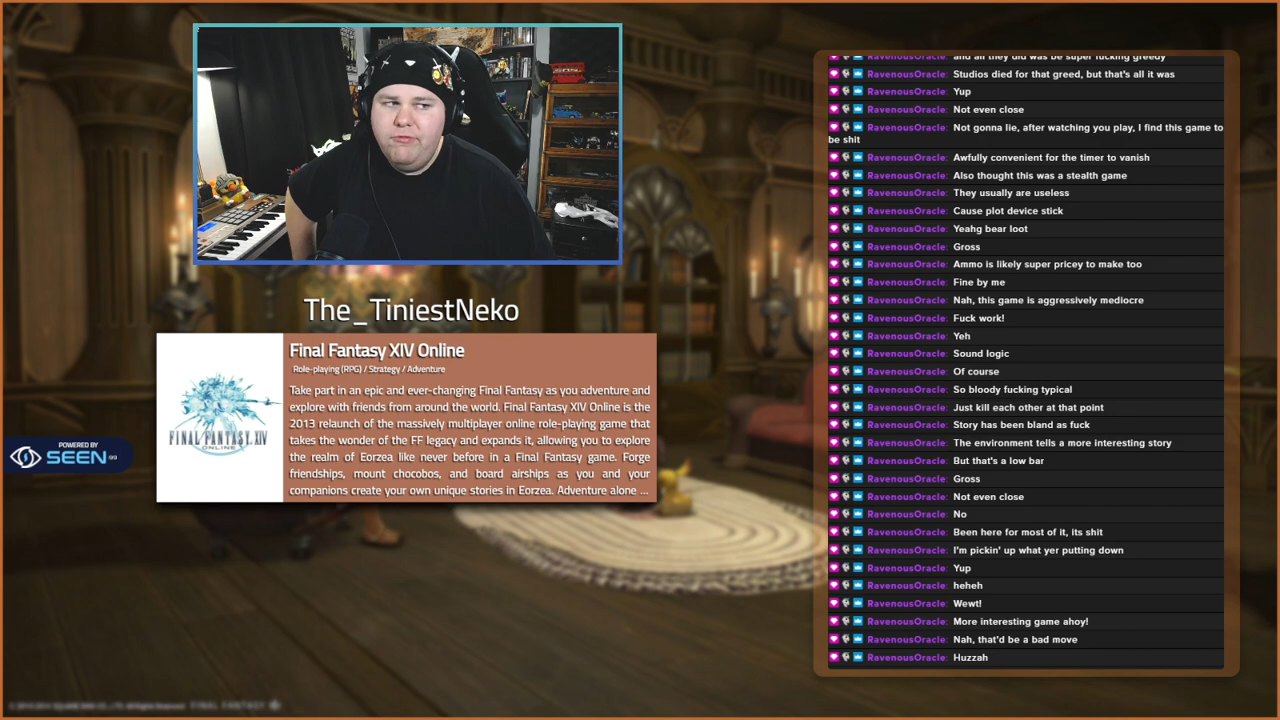 and all they did was be super fucking greedy
RavenousOracle: Studios died for that greed, but that's all it was
RavenousOracle: Yup
RavenousOracle: Not even close
RavenousOracle: Not gonna lie, after watching you play, I find this game to
be shit
RavenousOracle: Awfully convenient for the timer to vanish
RavenousOracle: Also thought this was a stealth game
RavenousOracle: They usually are useless
RavenousOracle: Cause plot device stick
RavenousOracle: Yeahg bear loot
RavenousOracle: Gross
RavenousOracle: Ammo is likely super pricey to make too
RavenousOracle: Fine by me
RavenousOracle: Nah, this game is aggressively mediocre
RavenousOracle: Fuck work!
RavenousOracle: Yeh
RavenousOracle: Sound logic
RavenousOracle: Of course
RavenousOracle: So bloody fucking typical
RavenousOracle: Just kill each other at that point
RavenousOracle: Story has been bland as fuck
RavenousOracle: The environment tells a more interesting story
RavenousOracle: But that's a low bar
RavenousOracle: Gross
RavenousOracle: Not even close
RavenousOracle: No
RavenousOracle: Been here for most of it, its shit
RavenousOracle: I'm pickin' up what yer putting down
RavenousOracle: Yup
RavenousOracle: heheh
RavenousOracle: Wewt!
RavenousOracle: More interesting game ahoy!
RavenousOracle: Nah, that'd be a bad move
RavenousOracle: Huzzah
The_TiniestNeko
Final Fantasy XIV Online
Role-playing (RPG) / Strategy / Adventure
Take part in an epic and ever-changing Final Fantasy as you adventure and
explore with friends from around the world. Final Fantasy XIV Online is the
2013 relaunch of the massively multiplayer online role-playing game that
takes the wonder of the FF legacy and expands it, allowing you to explore
the realm of Eorzea like never before in a Final Fantasy game. Forge
friendships, mount chocobos, and board airships as you and your
companions create your own unique stories in Eorzea. Adventure alone ...
FINAL FANTASY XIV
ONLINE
POWERED BY
SEEN
FINAL FANTASY